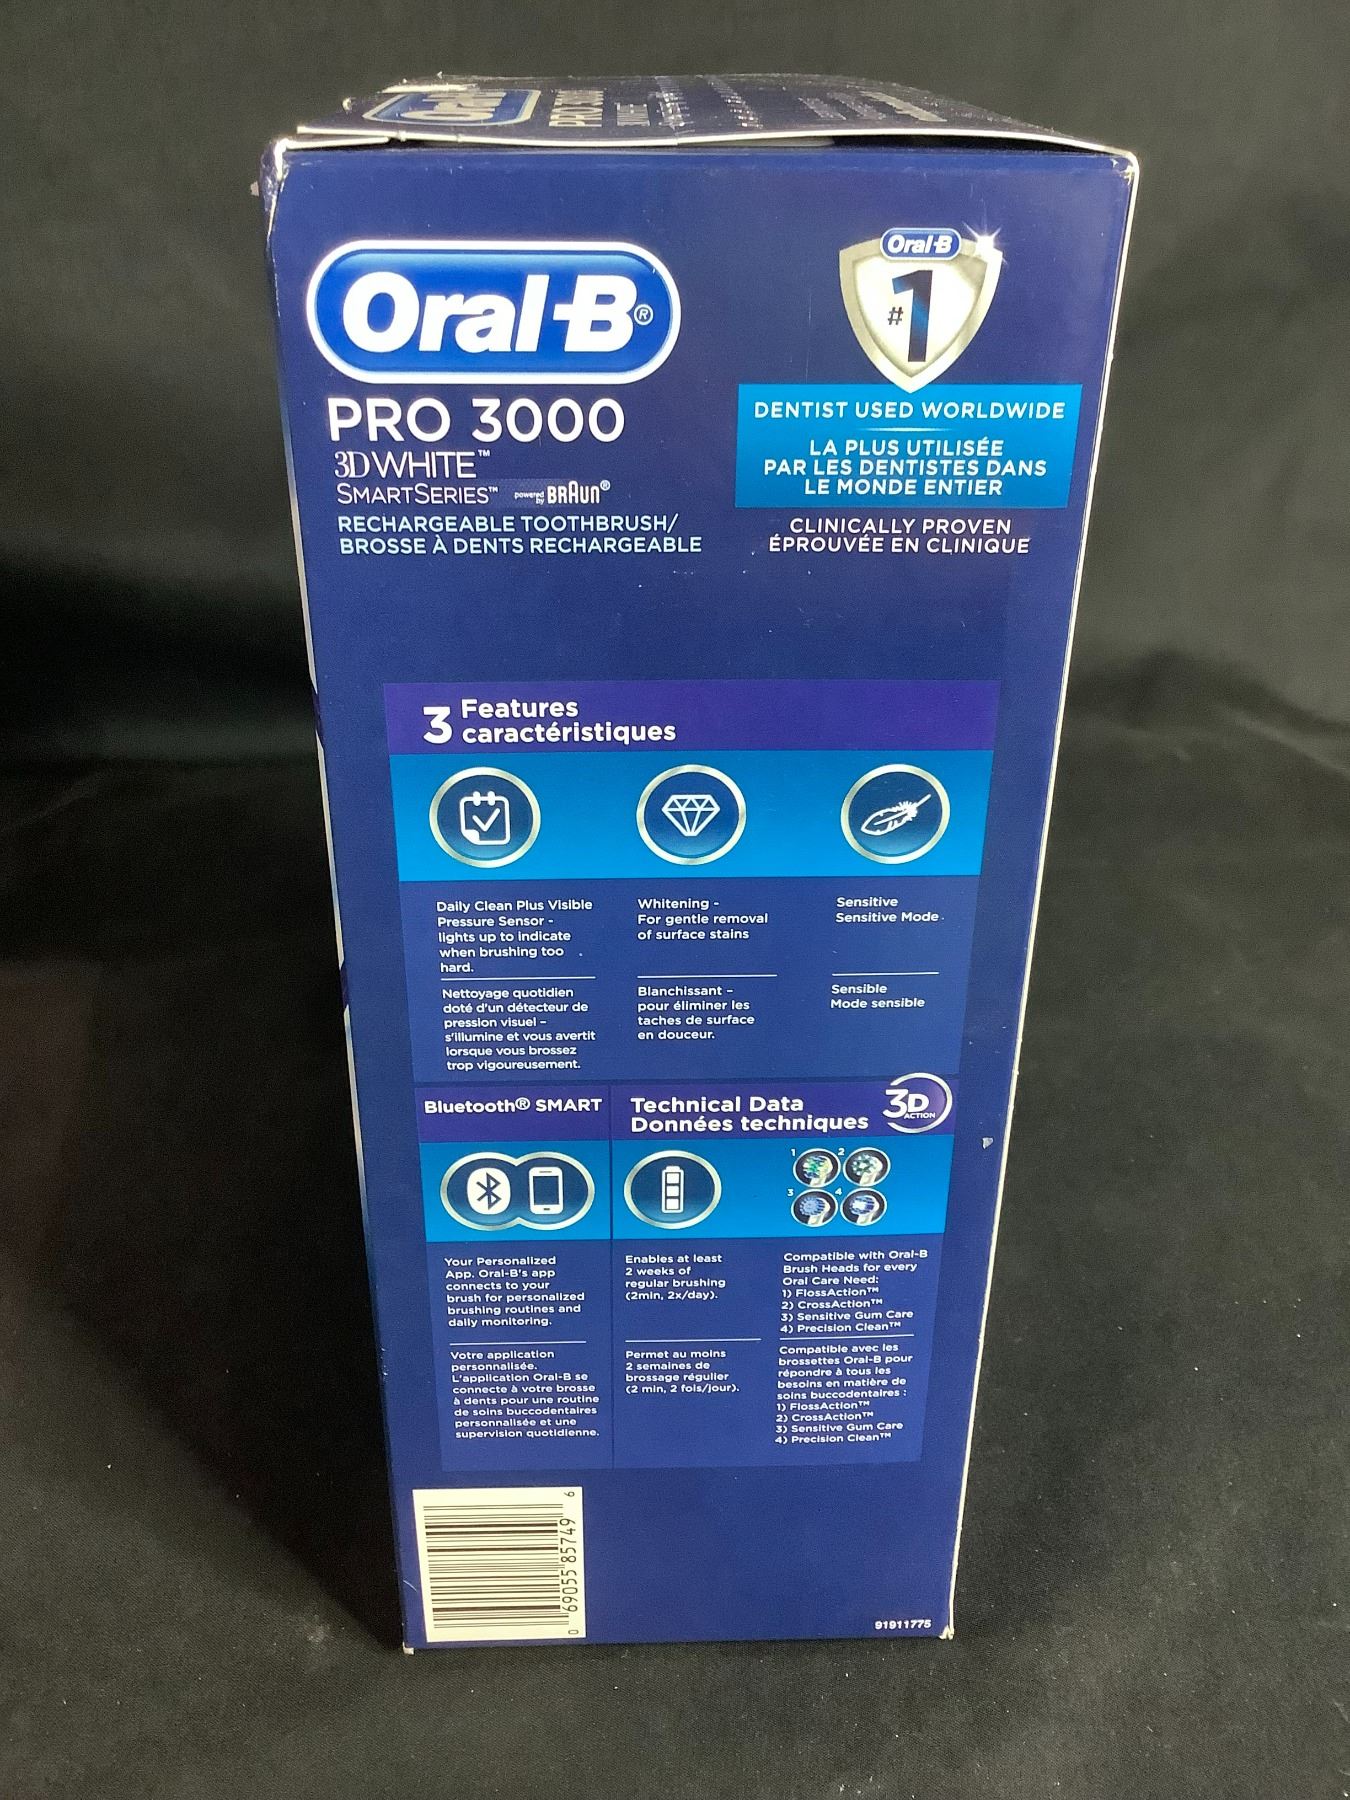 Oral-B
PRO 3000
WHITE
Oral-B®
PRO 3000
3DWHITE™
SMARTSERIES™ powered by BRAUN®
RECHARGEABLE TOOTHBRUSH/
BROSSE À DENTS RECHARGEABLE
Oral-B
#1
DENTIST USED WORLDWIDE
LA PLUS UTILISÉE
PAR LES DENTISTES DANS
LE MONDE ENTIER
CLINICALLY PROVEN
ÉPROUVÉE EN CLINIQUE
3 Features
caractéristiques
Daily Clean Plus Visible
Pressure Sensor -
lights up to indicate
when brushing too
hard.
Nettoyage quotidien
doté d'un détecteur de
pression visuel –
s'illumine et vous avertit
lorsque vous brossez
trop vigoureusement.
Whitening -
For gentle removal
of surface stains
Blanchissant –
pour éliminer les
taches de surface
en douceur.
Sensitive
Sensitive Mode
Sensible
Mode sensible
Bluetooth® SMART
Your Personalized
App. Oral-B's app
connects to your
brush for personalized
brushing routines and
daily monitoring.
Votre application
personnalisée.
L'application Oral-B se
connecte à votre brosse
à dents pour une routine
de soins buccodentaires
personnalisée et une
supervision quotidienne.
Technical Data
Données techniques
3D
ACTION
Enables at least
2 weeks of
regular brushing
(2min, 2x/day).
Permet au moins
2 semaines de
brossage régulier
(2 min, 2 fois/jour).
1 2
3 4
Compatible with Oral-B
Brush Heads for every
Oral Care Need:
1) FlossAction™
2) CrossAction™
3) Sensitive Gum Care
4) Precision Clean™
Compatible avec les
brossettes Oral-B pour
répondre à tous les
besoins en matière de
soins buccodentaires :
1) FlossAction™
2) CrossAction™
3) Sensitive Gum Care
4) Precision Clean™
0 69055 85749 6
91911775